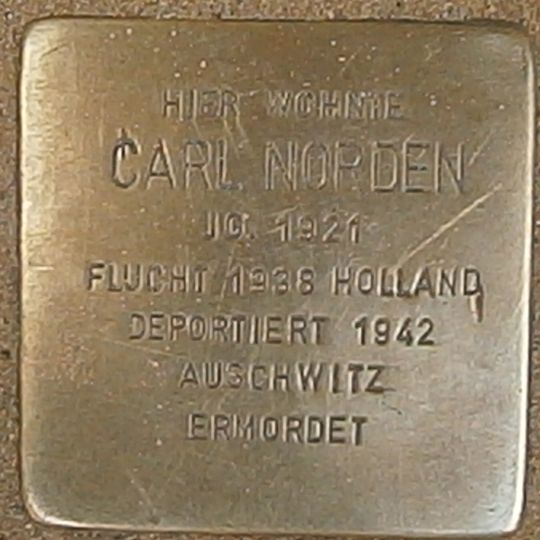 HIER WOHNTE
CARL NORDEN
JG. 1921
FLUCHT 1938 HOLLAND
DEPORTIERT 1942
AUSCHWITZ
ERMORDET